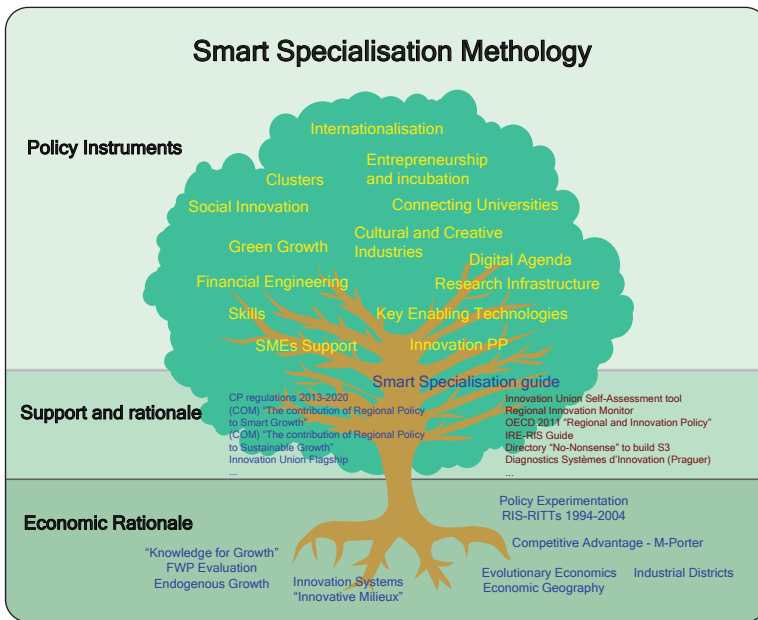 Smart Specialisation Methology
Policy Instruments
Internationalisation
Entrepreneurship
and incubation
Clusters
Social Innovation
Connecting Universities
Cultural and Creative
Industries
Green Growth
Digital Agenda
Financial Engineering
Research Infrastructure
Skills
Key Enabling Technologies
SMEs Support
Innovation PP
Smart Specialisation guide
Support and rationale
CP regulations 2013-2020
(COM) “The contribution of Regional Policy
to Smart Growth”
(COM) “The contribution of Regional Policy
to Sustainable Growth”
Innovation Union Flagship
...
Innovation Union Self-Assessment tool
Regional Innovation Monitor
OECD 2011 “Regional and Innovation Policy”
IRE-RIS Guide
Directory “No-Nonsense” to build S3
Diagnostics Systèmes d’Innovation (Praguer)
...
Economic Rationale
Policy Experimentation
RIS-RITTs 1994-2004
“Knowledge for Growth”
FWP Evaluation
Endogenous Growth
Innovation Systems
“Innovative Milieux”
Competitive Advantage - M-Porter
Evolutionary Economics
Economic Geography
Industrial Districts